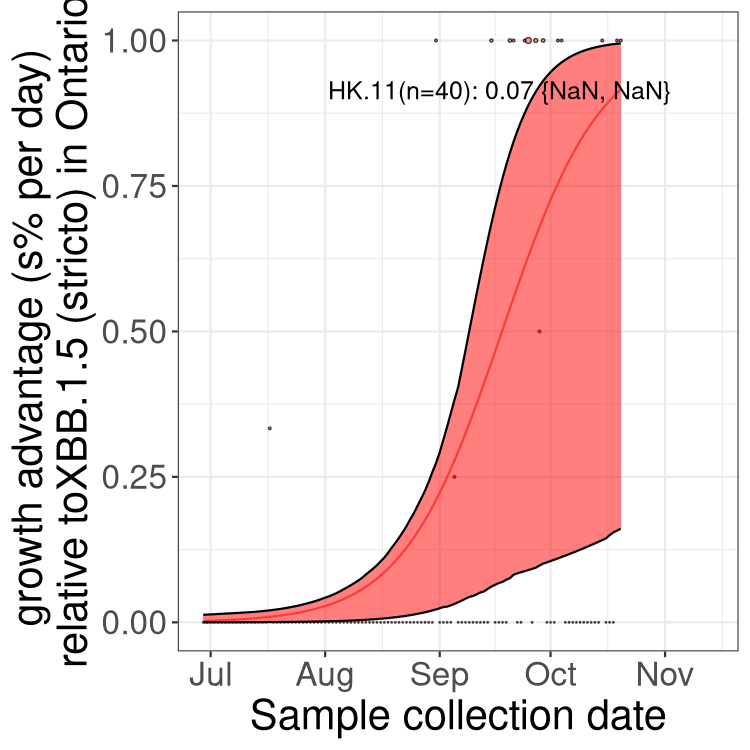 growth advantage (s% per day)
relative toXBB.1.5 (stricto) in Ontario
1.00
0.75
0.50
0.25
0.00
HK.11(n=40): 0.07 {NaN, NaN}
Jul Aug Sep Oct Nov
Sample collection date